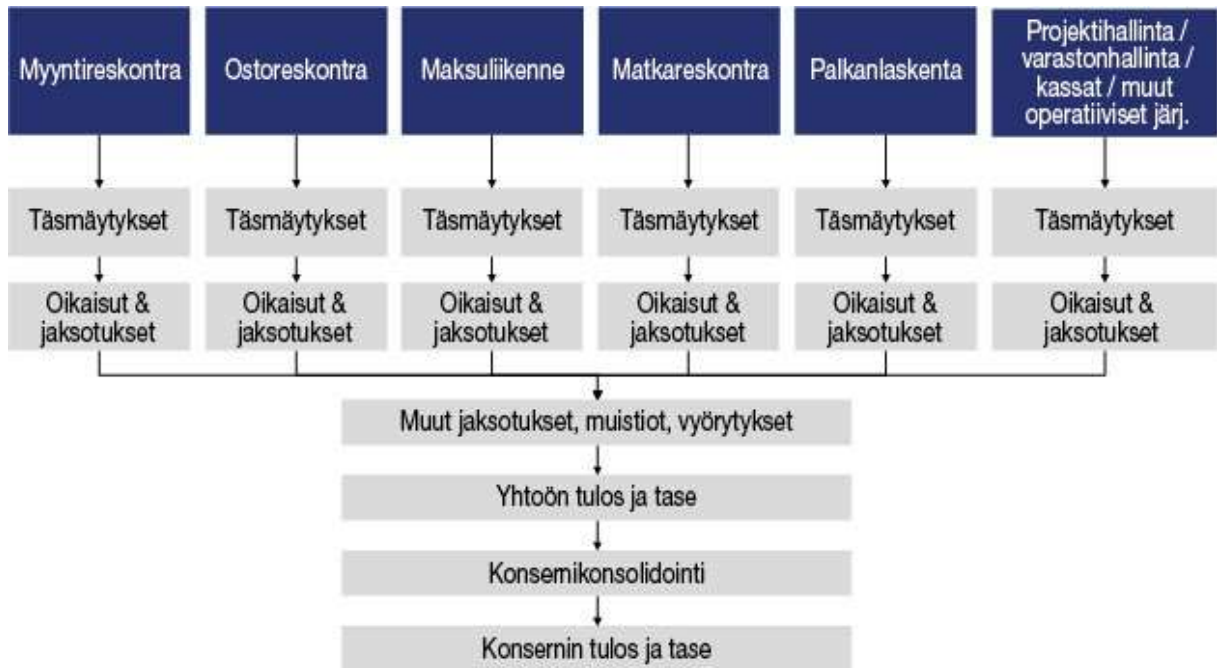 Myyntireskontra
Ostoreskontra
Maksuliikenne
Matkareskontra
Palkanlaskenta
Projektihallinta /
varastonhallinta /
kassat / muut
operatiiviset järj.
Täsmäytykset
Täsmäytykset
Täsmäytykset
Täsmäytykset
Täsmäytykset
Täsmäytykset
Oikaisut &
jaksotukset
Oikaisut &
jaksotukset
Oikaisut &
jaksotukset
Oikaisut &
jaksotukset
Oikaisut &
jaksotukset
Oikaisut &
jaksotukset
Muut jaksotukset, muistiot, vyörytykset
Yhtoön tulos ja tase
Konsernikonsolidointi
Konsernin tulos ja tase